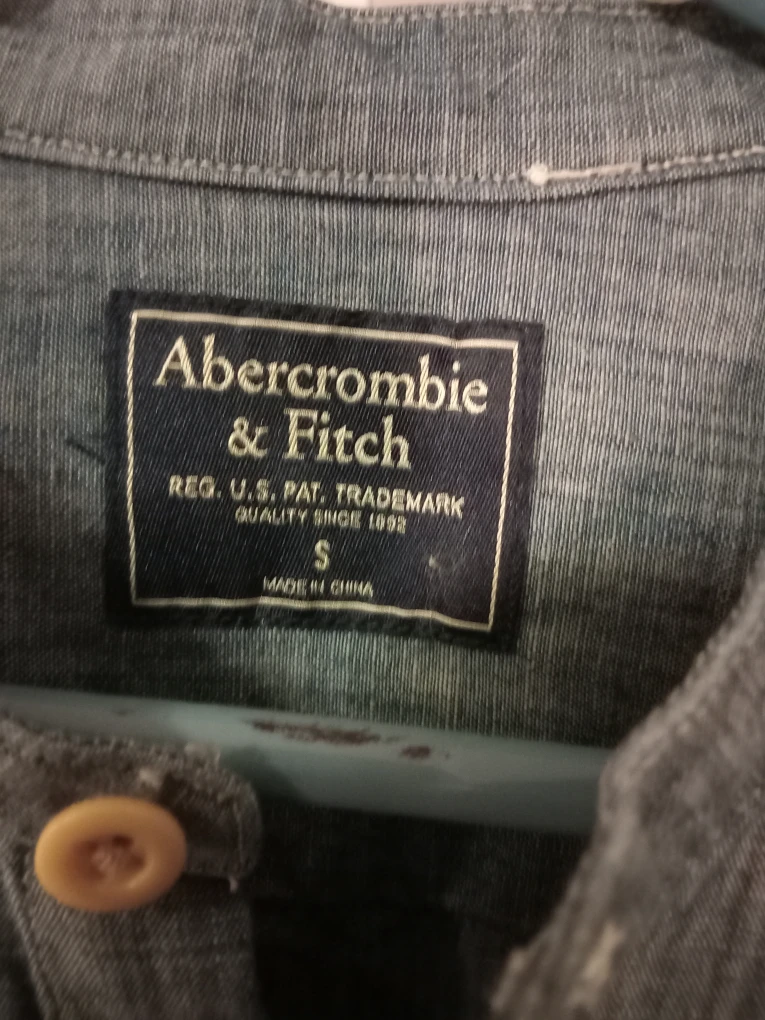 Abercrombie
& Fitch
REG. U.S. PAT. TRADEMARK
QUALITY SINCE 1892
S
MADE IN CHINA